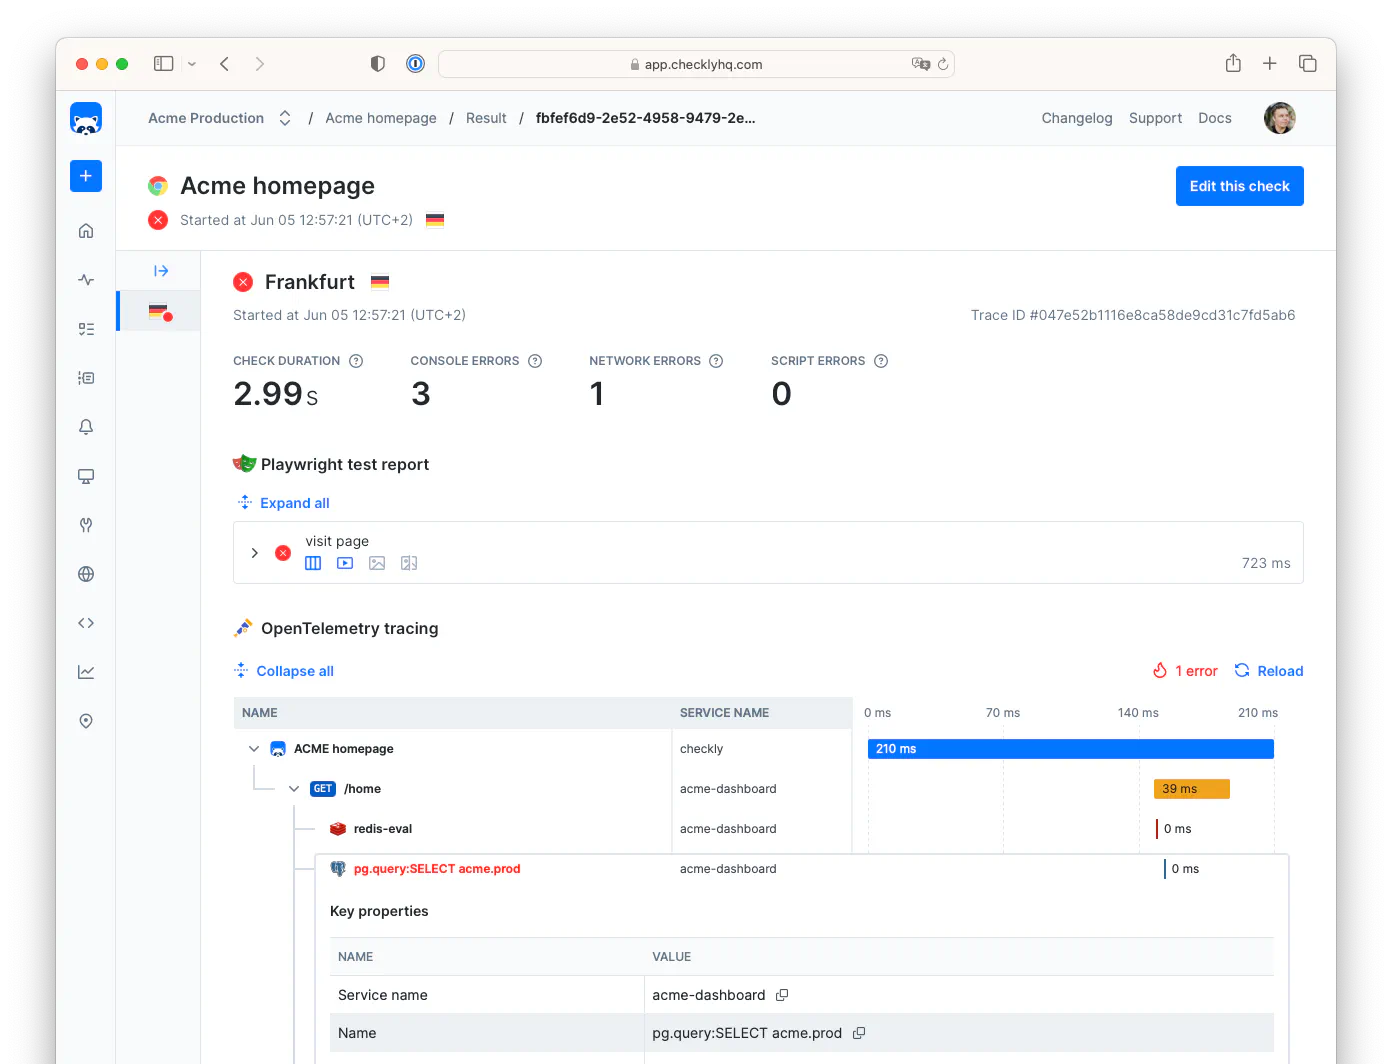 app.checklyhq.com
Acme Production / Acme homepage / Result / fbfef6d9-2e52-4958-9479-2e... Changelog Support Docs
Acme homepage
Edit this check
Started at Jun 05 12:57:21 (UTC+2)
Frankfurt
Started at Jun 05 12:57:21 (UTC+2) Trace ID #047e52b1116e8ca58de9cd31c7fd5ab6
CHECK DURATION ? CONSOLE ERRORS ? NETWORK ERRORS ? SCRIPT ERRORS ?
2.99 s 3 1 0
Playwright test report
Expand all
visit page
723 ms
OpenTelemetry tracing
Collapse all 1 error Reload
NAME SERVICE NAME 0 ms 70 ms 140 ms 210 ms
ACME homepage checkly 210 ms
GET /home acme-dashboard 39 ms
redis-eval acme-dashboard 0 ms
pg.query:SELECT acme.prod acme-dashboard 0 ms
Key properties
NAME VALUE
Service name acme-dashboard
Name pg.query:SELECT acme.prod